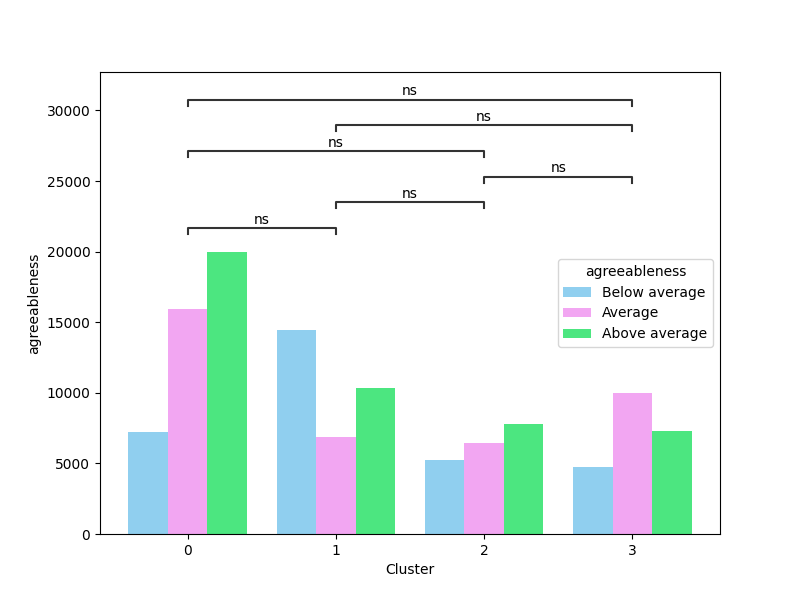 ns
ns
ns
ns
ns
ns
30000
25000
20000
15000
10000
5000
0
agreeableness
agreeableness
Below average
Average
Above average
0 1 2 3
Cluster